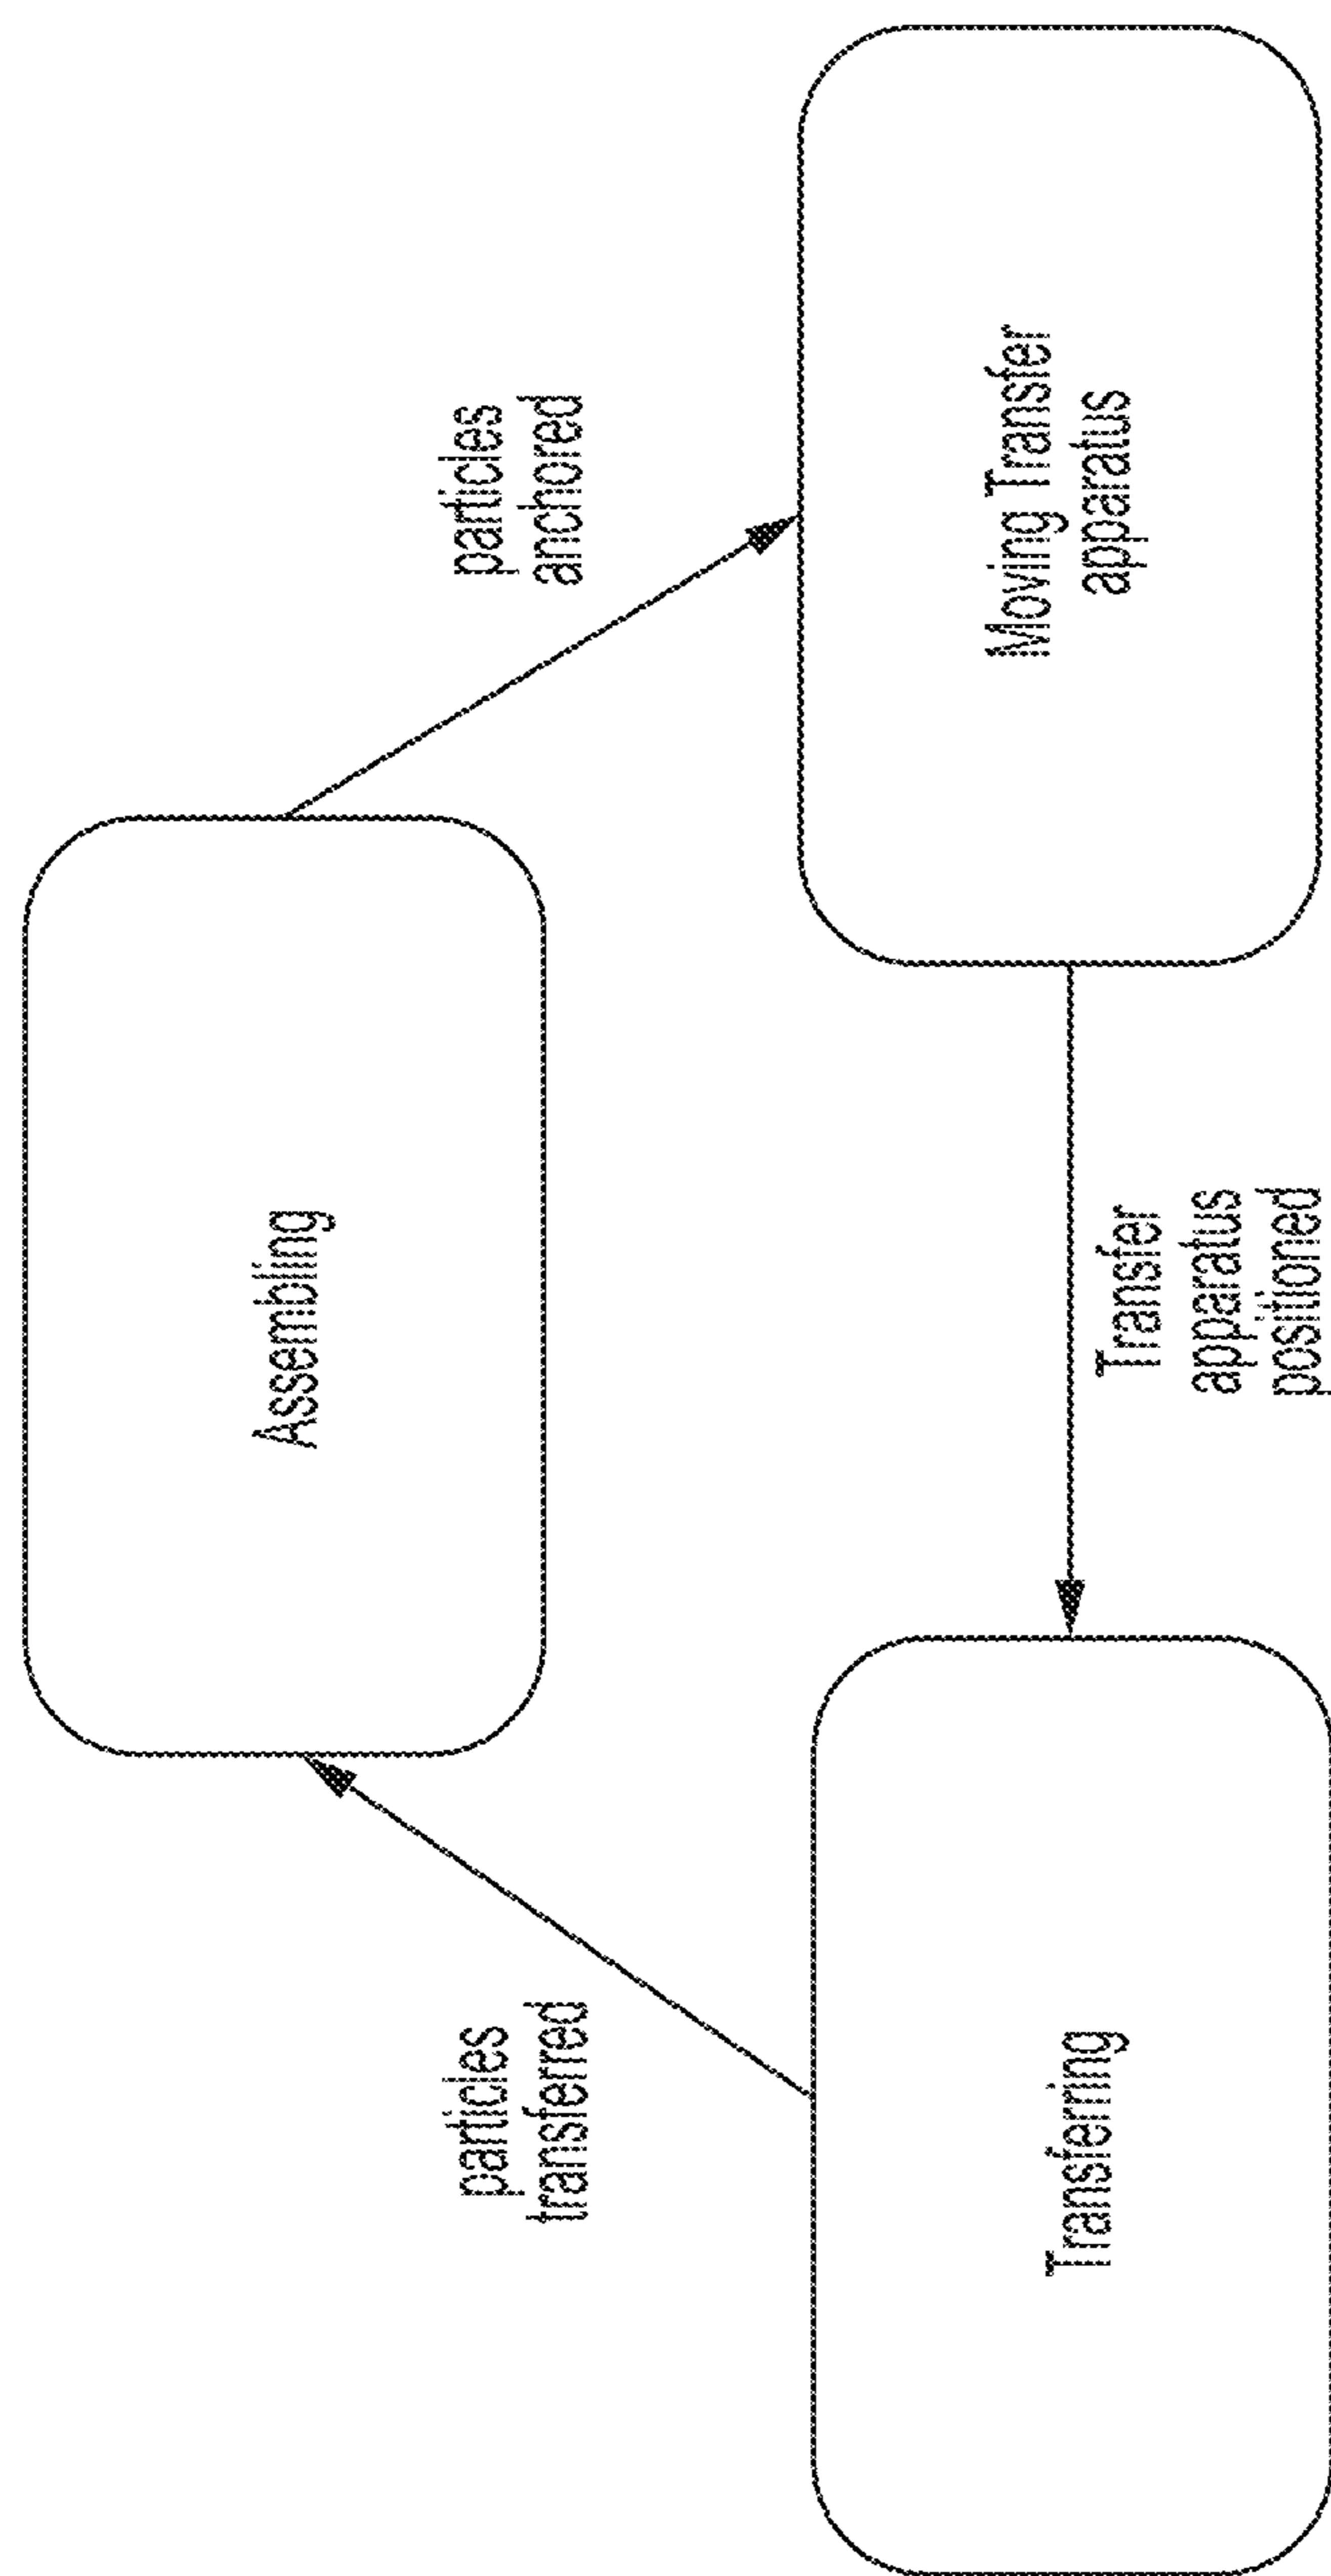 Assembling
particles
anchored
Moving Transfer
apparatus
Transfer
apparatus
positioned
Transferring
particles
transferred